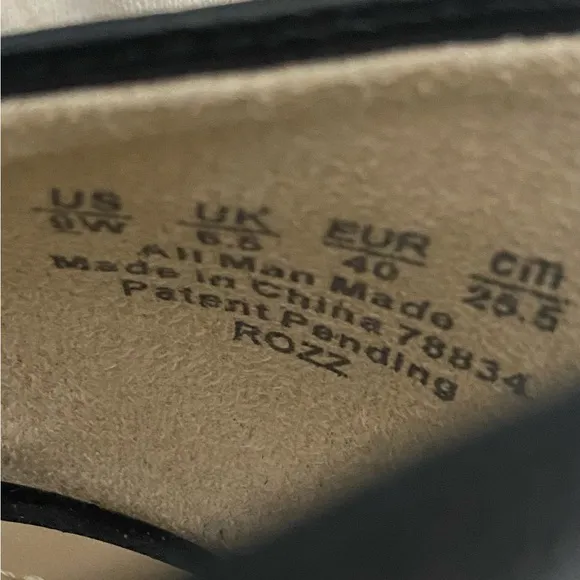 US UK EUR cm
9W 6.5 40 25.5
All Man Made
Made in China 78834
Patent Pending
ROZZ